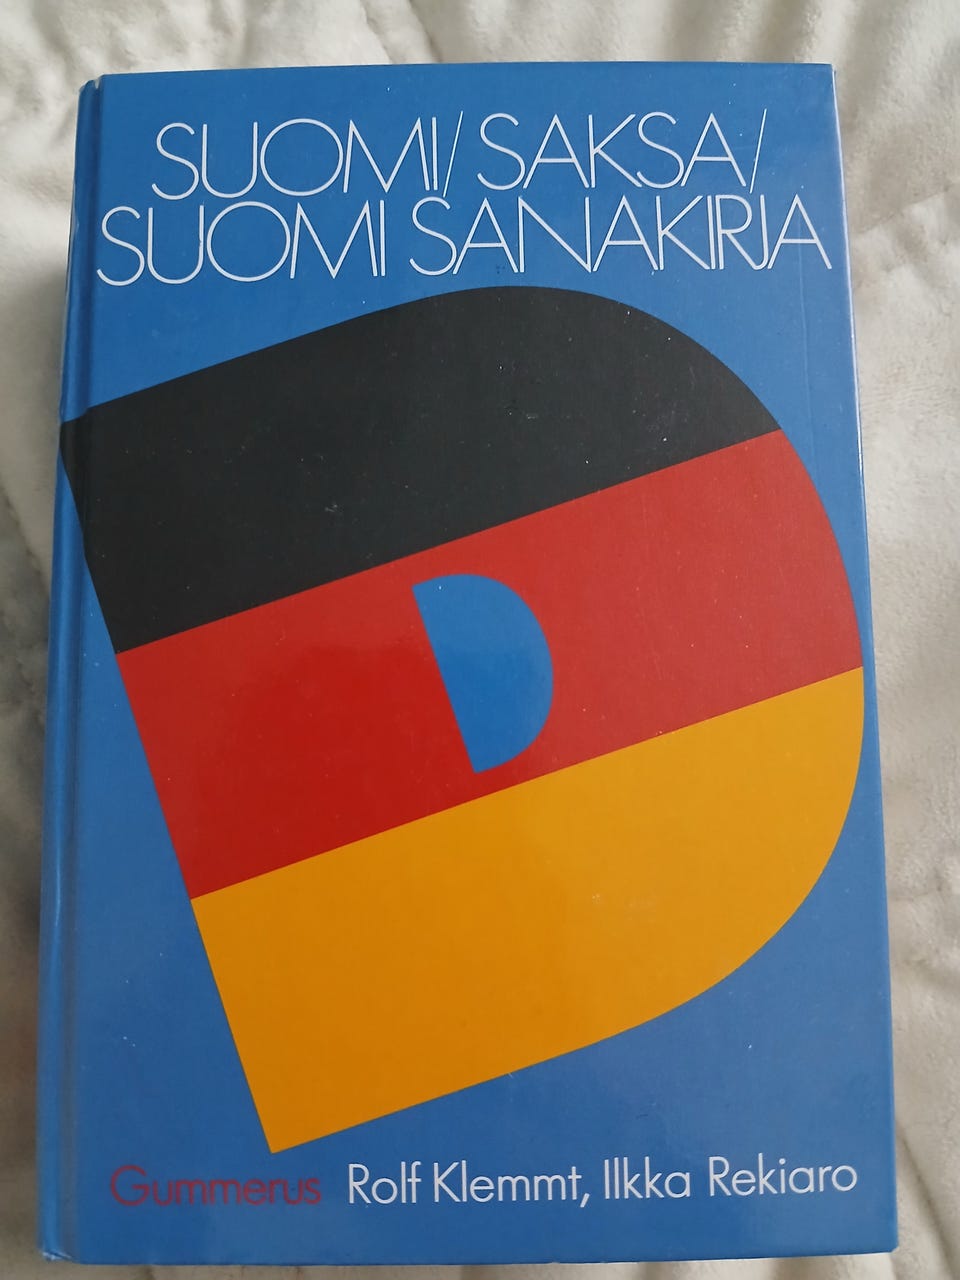 SUOMI/SAKSA/
SUOMI SANAKIRJA
D
Gummerus Rolf Klemmt, Ilkka Rekiaro